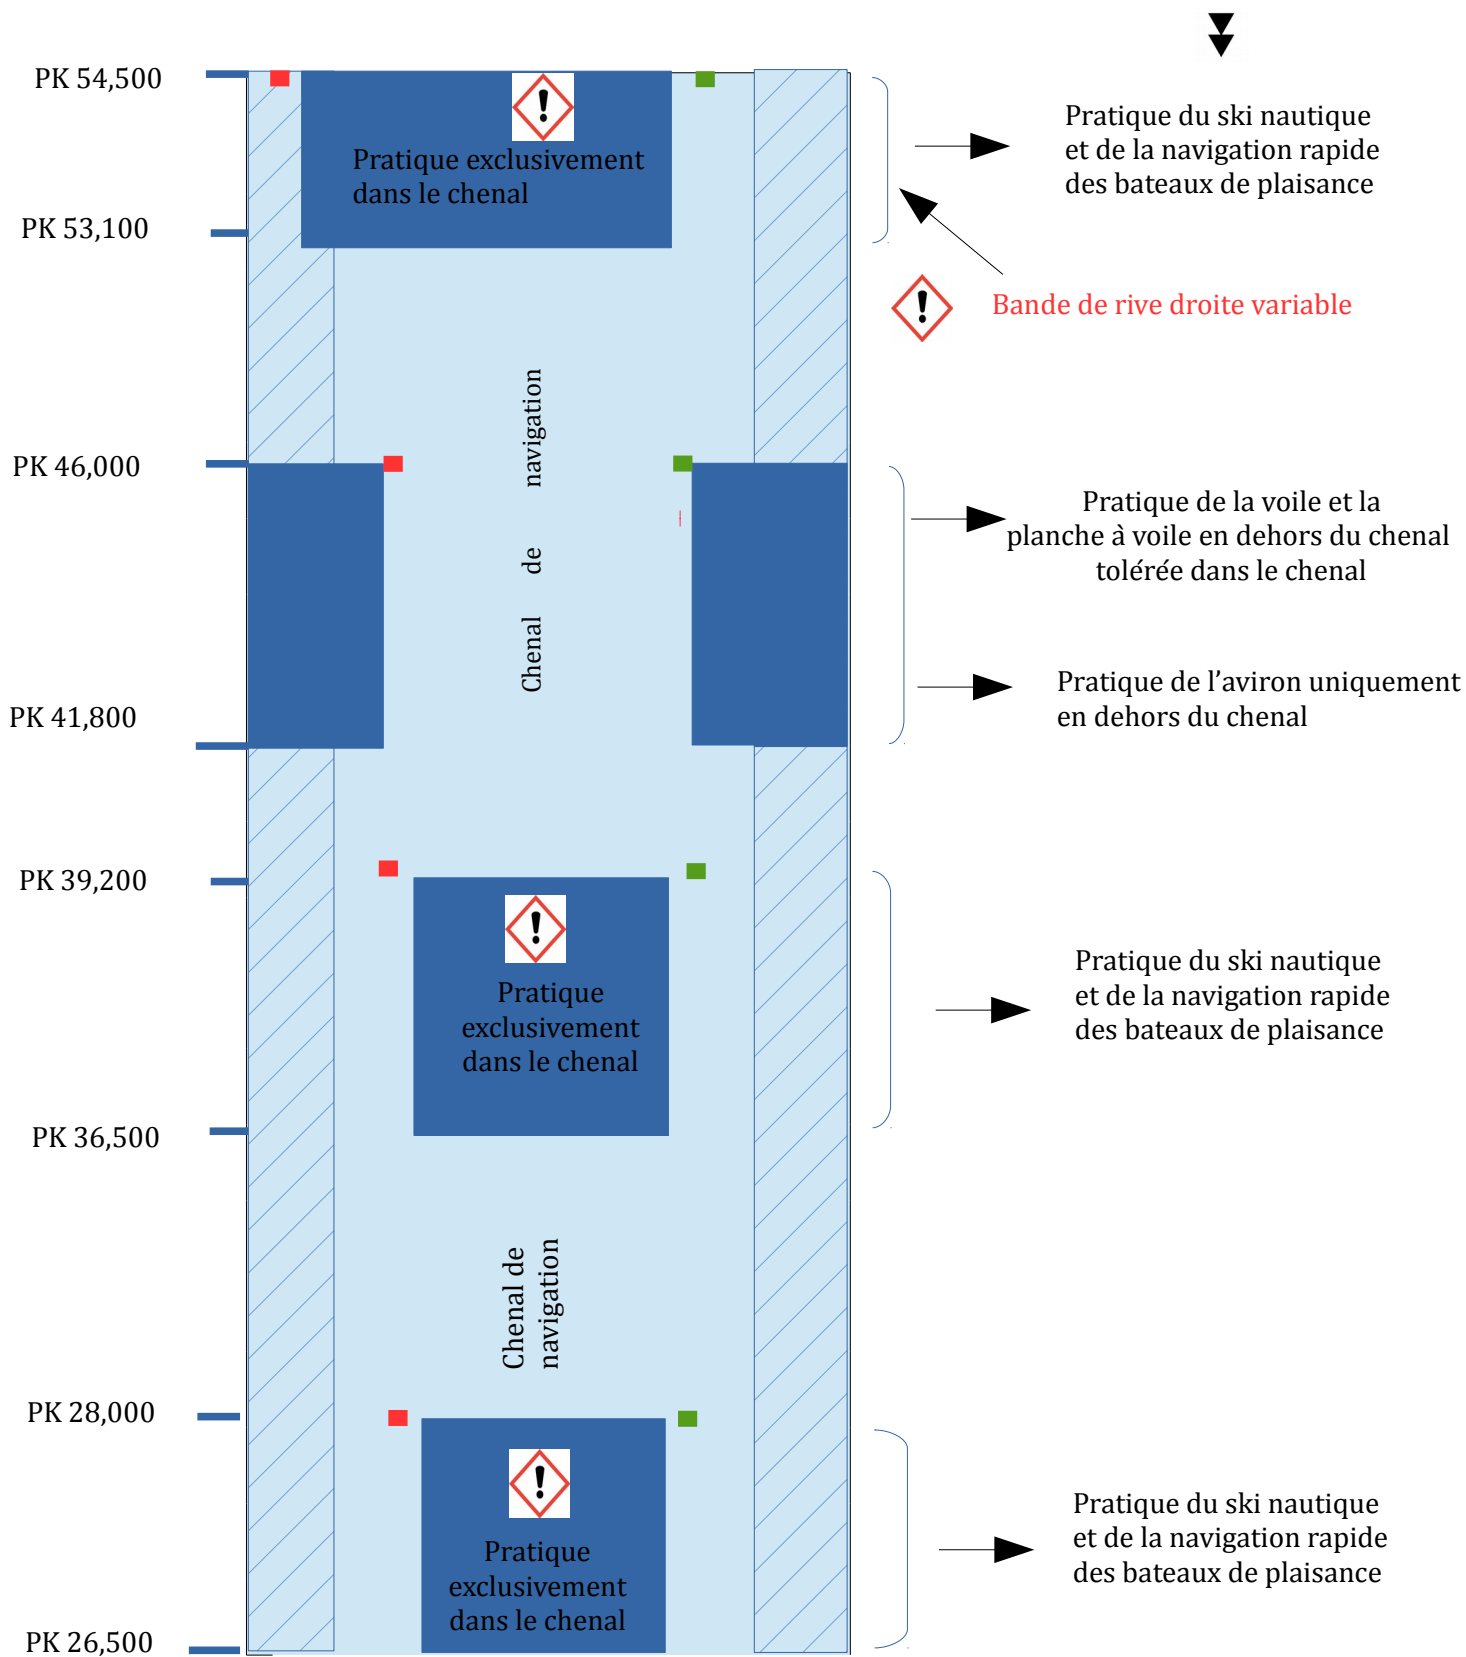 PK 54,500
Pratique exclusivement
dans le chenal
Pratique du ski nautique
et de la navigation rapide
des bateaux de plaisance
PK 53,100
Bande de rive droite variable
Chenal de navigation
PK 46,000
Pratique de la voile et la
planche à voile en dehors du chenal
tolérée dans le chenal
Pratique de l’aviron uniquement
en dehors du chenal
PK 41,800
PK 39,200
Pratique
exclusivement
dans le chenal
Pratique du ski nautique
et de la navigation rapide
des bateaux de plaisance
PK 36,500
Chenal de
navigation
PK 28,000
Pratique
exclusivement
dans le chenal
Pratique du ski nautique
et de la navigation rapide
des bateaux de plaisance
PK 26,500